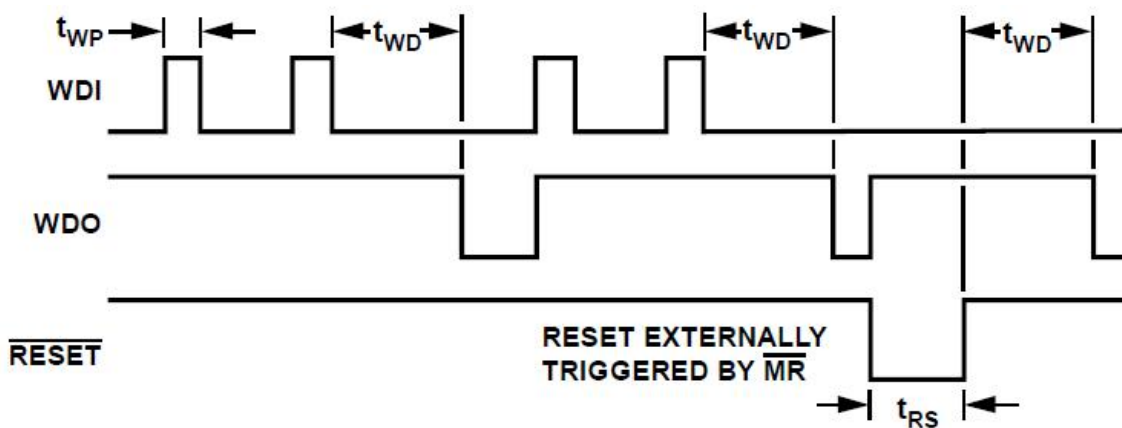 tWP
tWD
tWD
tWD
WDI
WDO
RESET
RESET EXTERNALLY
TRIGGERED BY MR
tRS